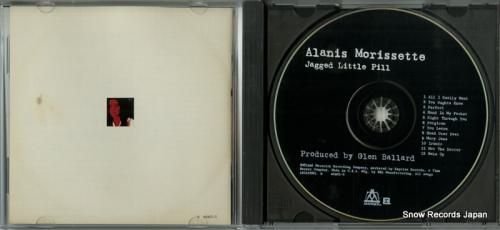 Alanis Morissette
Jagged Little Pill
1 All I Really Want
2 You Oughta Know
3 Perfect
4 Hand In My Pocket
5 Right Through You
6 Forgiven
7 You Learn
8 Head Over Feet
9 Mary Jane
10 Ironic
11 Not The Doctor
12 Wake Up
Produced by Glen Ballard
Snow Records Japan